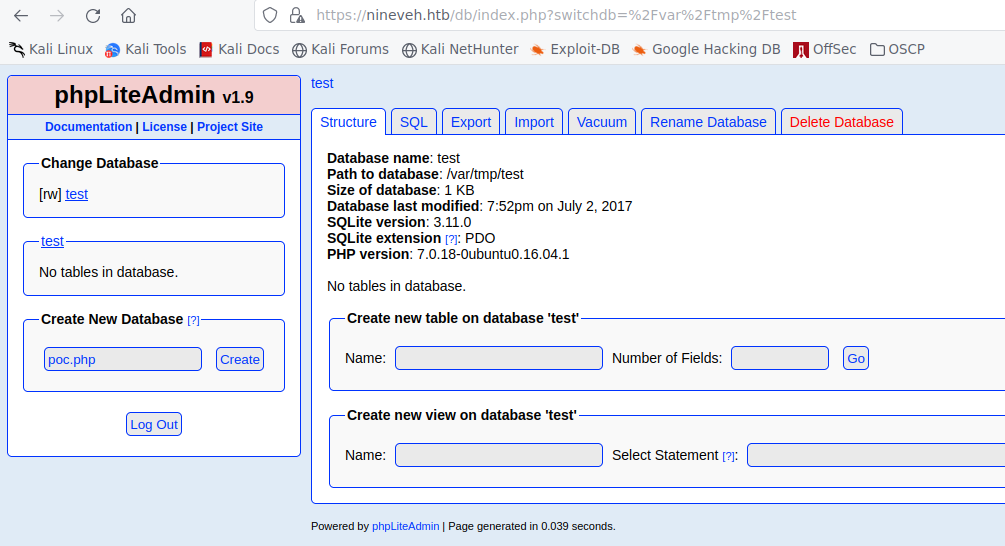 https://nineveh.htb/db/index.php?switchdb=%2Fvar%2Ftmp%2Ftest
Kali Linux Kali Tools Kali Docs Kali Forums Kali NetHunter Exploit-DB Google Hacking DB OffSec OSCP
phpLiteAdmin v1.9
Documentation | License | Project Site
Change Database
[rw] test
test
No tables in database.
Create New Database [?]
poc.php Create
Log Out
test
Structure SQL Export Import Vacuum Rename Database Delete Database
Database name: test
Path to database: /var/tmp/test
Size of database: 1 KB
Database last modified: 7:52pm on July 2, 2017
SQLite version: 3.11.0
SQLite extension [?]: PDO
PHP version: 7.0.18-0ubuntu0.16.04.1
No tables in database.
Create new table on database 'test'
Name: Number of Fields: Go
Create new view on database 'test'
Name: Select Statement [?]:
Powered by phpLiteAdmin | Page generated in 0.039 seconds.